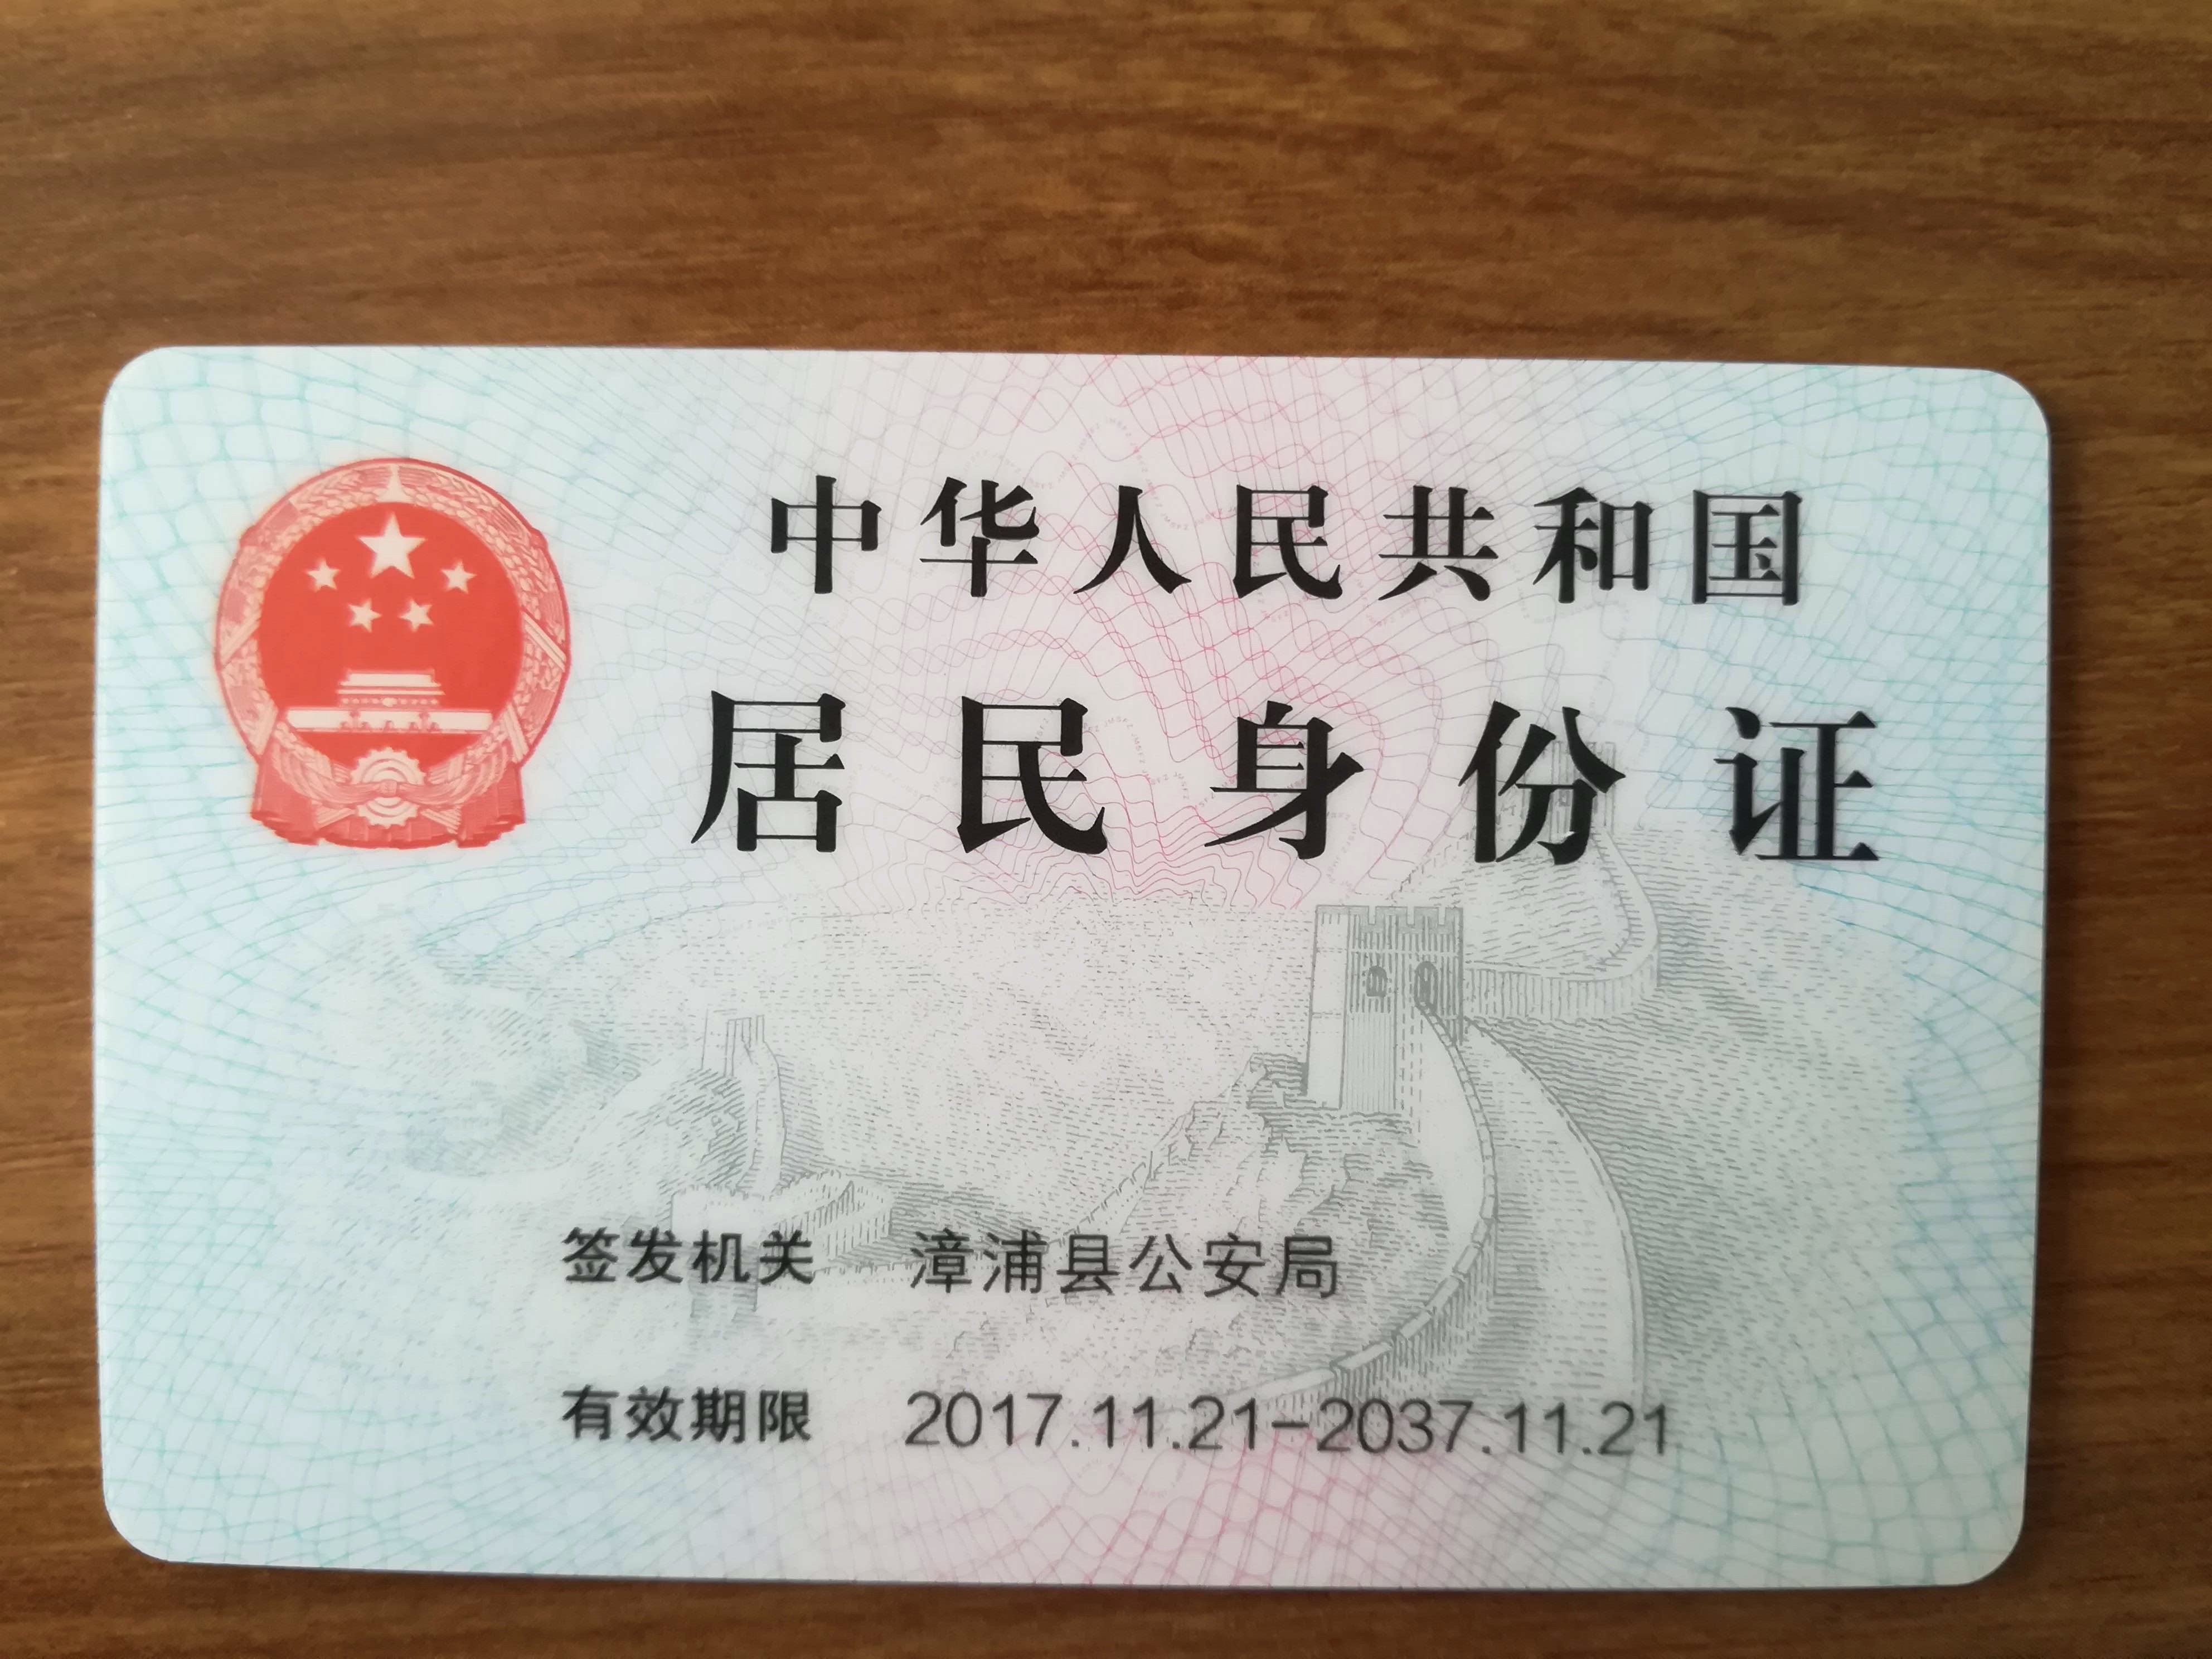 中华人民共和国
居民身份证
签发机关 漳浦县公安局
有效期限 2017.11.21-2037.11.21